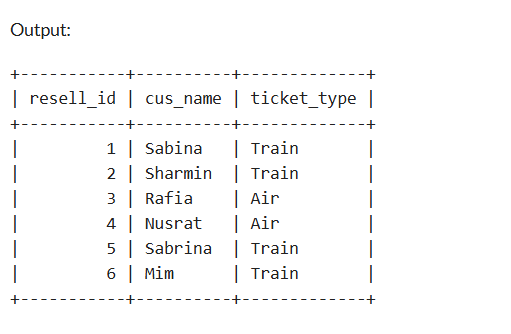 Output:
+-----------+----------+-------------+
| resell_id | cus_name | ticket_type |
+-----------+----------+-------------+
|         1 | Sabina   | Train       |
|         2 | Sharmin  | Train       |
|         3 | Rafia    | Air         |
|         4 | Nusrat   | Air         |
|         5 | Sabrina  | Train       |
|         6 | Mim      | Train       |
+-----------+----------+-------------+